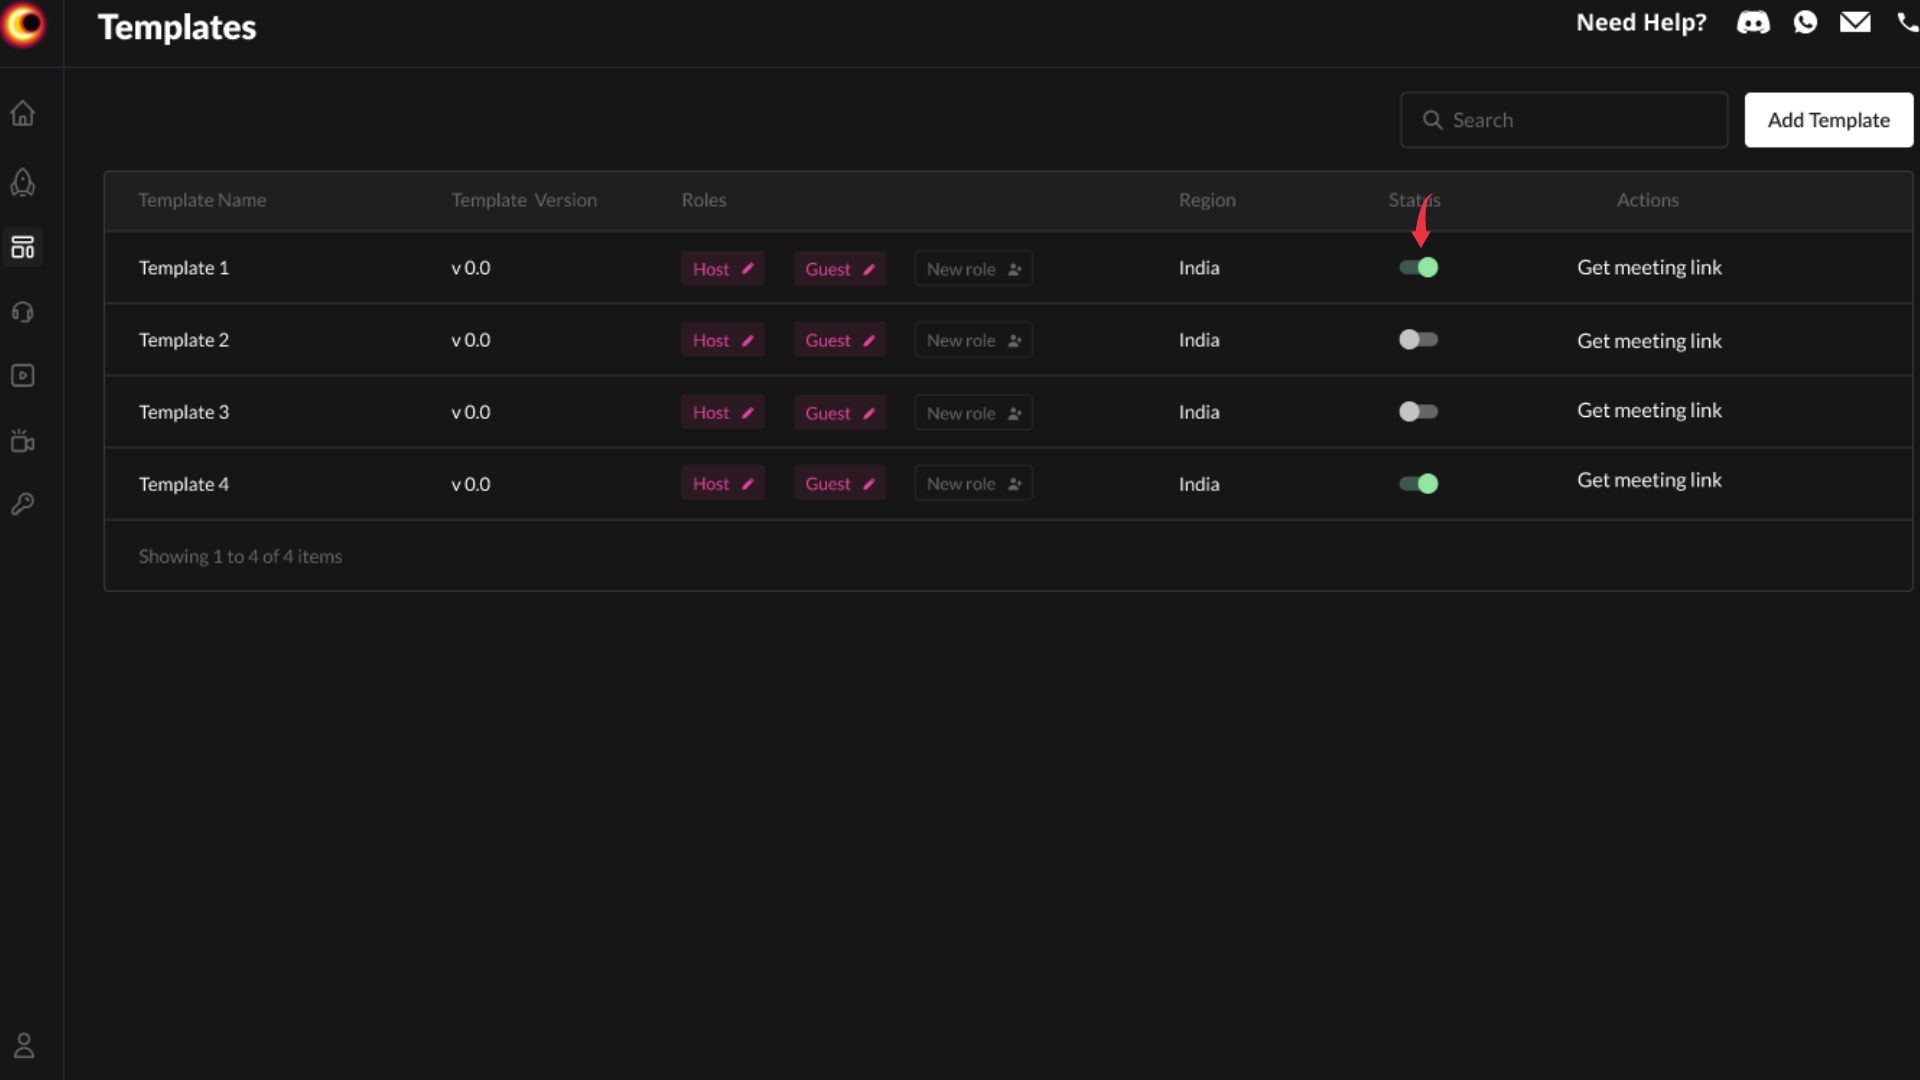 Templates
Need Help?
Search
Add Template
Template Name Template Version Roles Region Status Actions
Template 1 v 0.0 Host Guest New role India Get meeting link
Template 2 v 0.0 Host Guest New role India Get meeting link
Template 3 v 0.0 Host Guest New role India Get meeting link
Template 4 v 0.0 Host Guest New role India Get meeting link
Showing 1 to 4 of 4 items